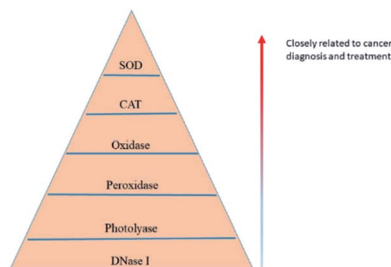 SOD
CAT
Oxidase
Peroxidase
Photolyase
DNase I
Closely related to cancer
diagnosis and treatment